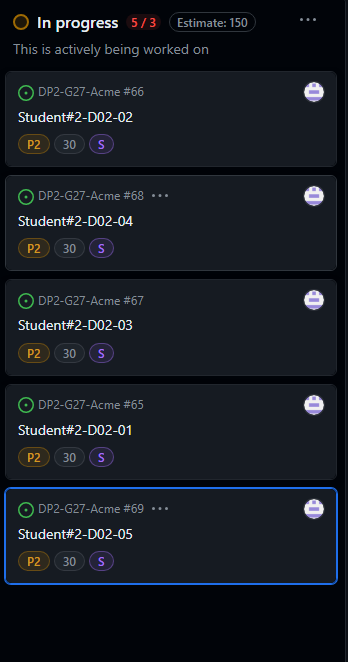 In progress 5 / 3 Estimate: 150 ...
This is actively being worked on
DP2-G27-Acme #66
Student#2-D02-02
P2 30 S
DP2-G27-Acme #68 ...
Student#2-D02-04
P2 30 S
DP2-G27-Acme #67
Student#2-D02-03
P2 30 S
DP2-G27-Acme #65
Student#2-D02-01
P2 30 S
DP2-G27-Acme #69 ...
Student#2-D02-05
P2 30 S